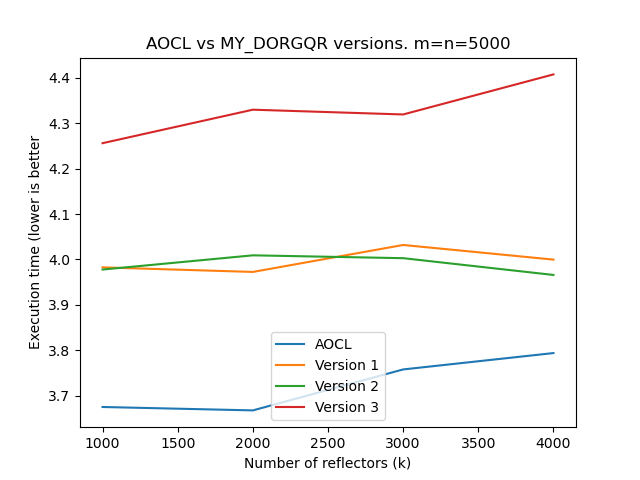 AOCL vs MY_DORGQR versions. m=n=5000
Execution time (lower is better
4.4
4.3
4.2
4.1
4.0
3.9
3.8
3.7
AOCL
Version 1
Version 2
Version 3
1000 1500 2000 2500 3000 3500 4000
Number of reflectors (k)